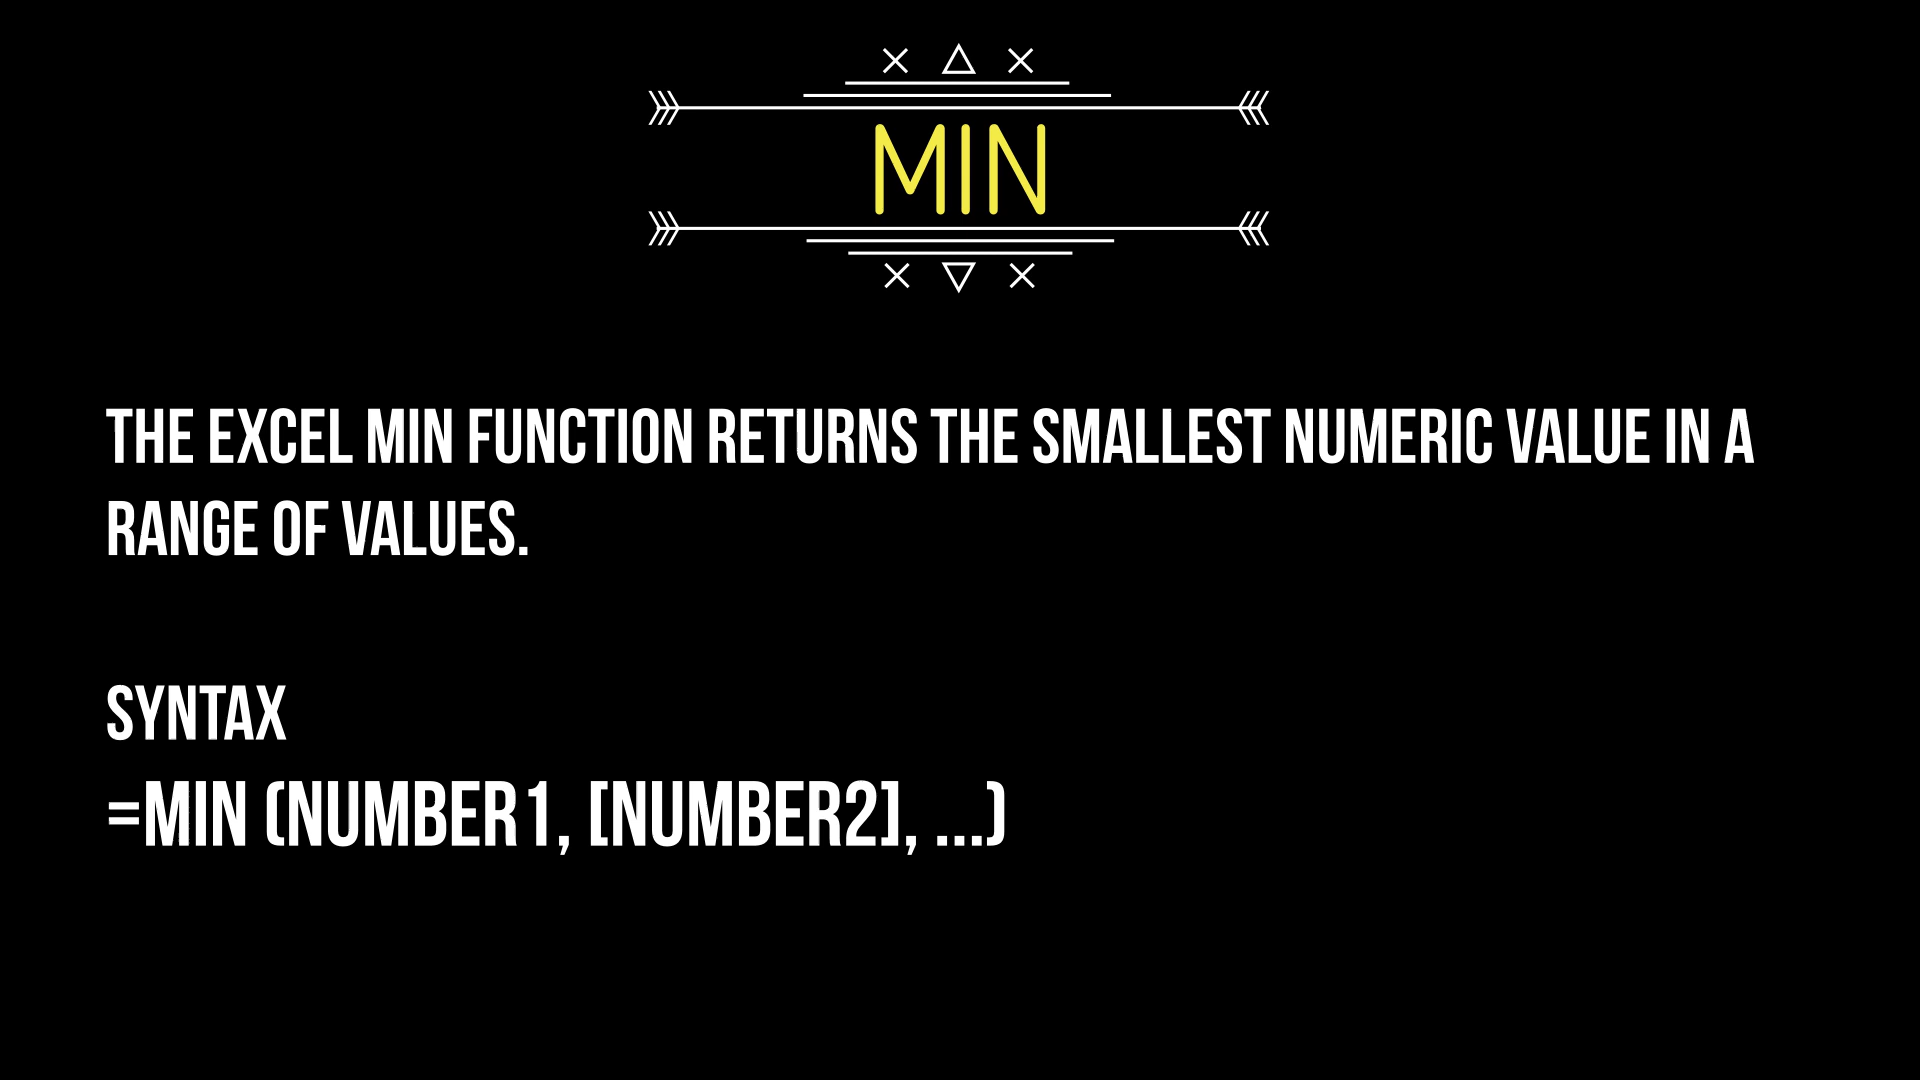 MIN
THE EXCEL MIN FUNCTION RETURNS THE SMALLEST NUMERIC VALUE IN A
RANGE OF VALUES.
SYNTAX
=MIN (NUMBER1, [NUMBER2], ...)